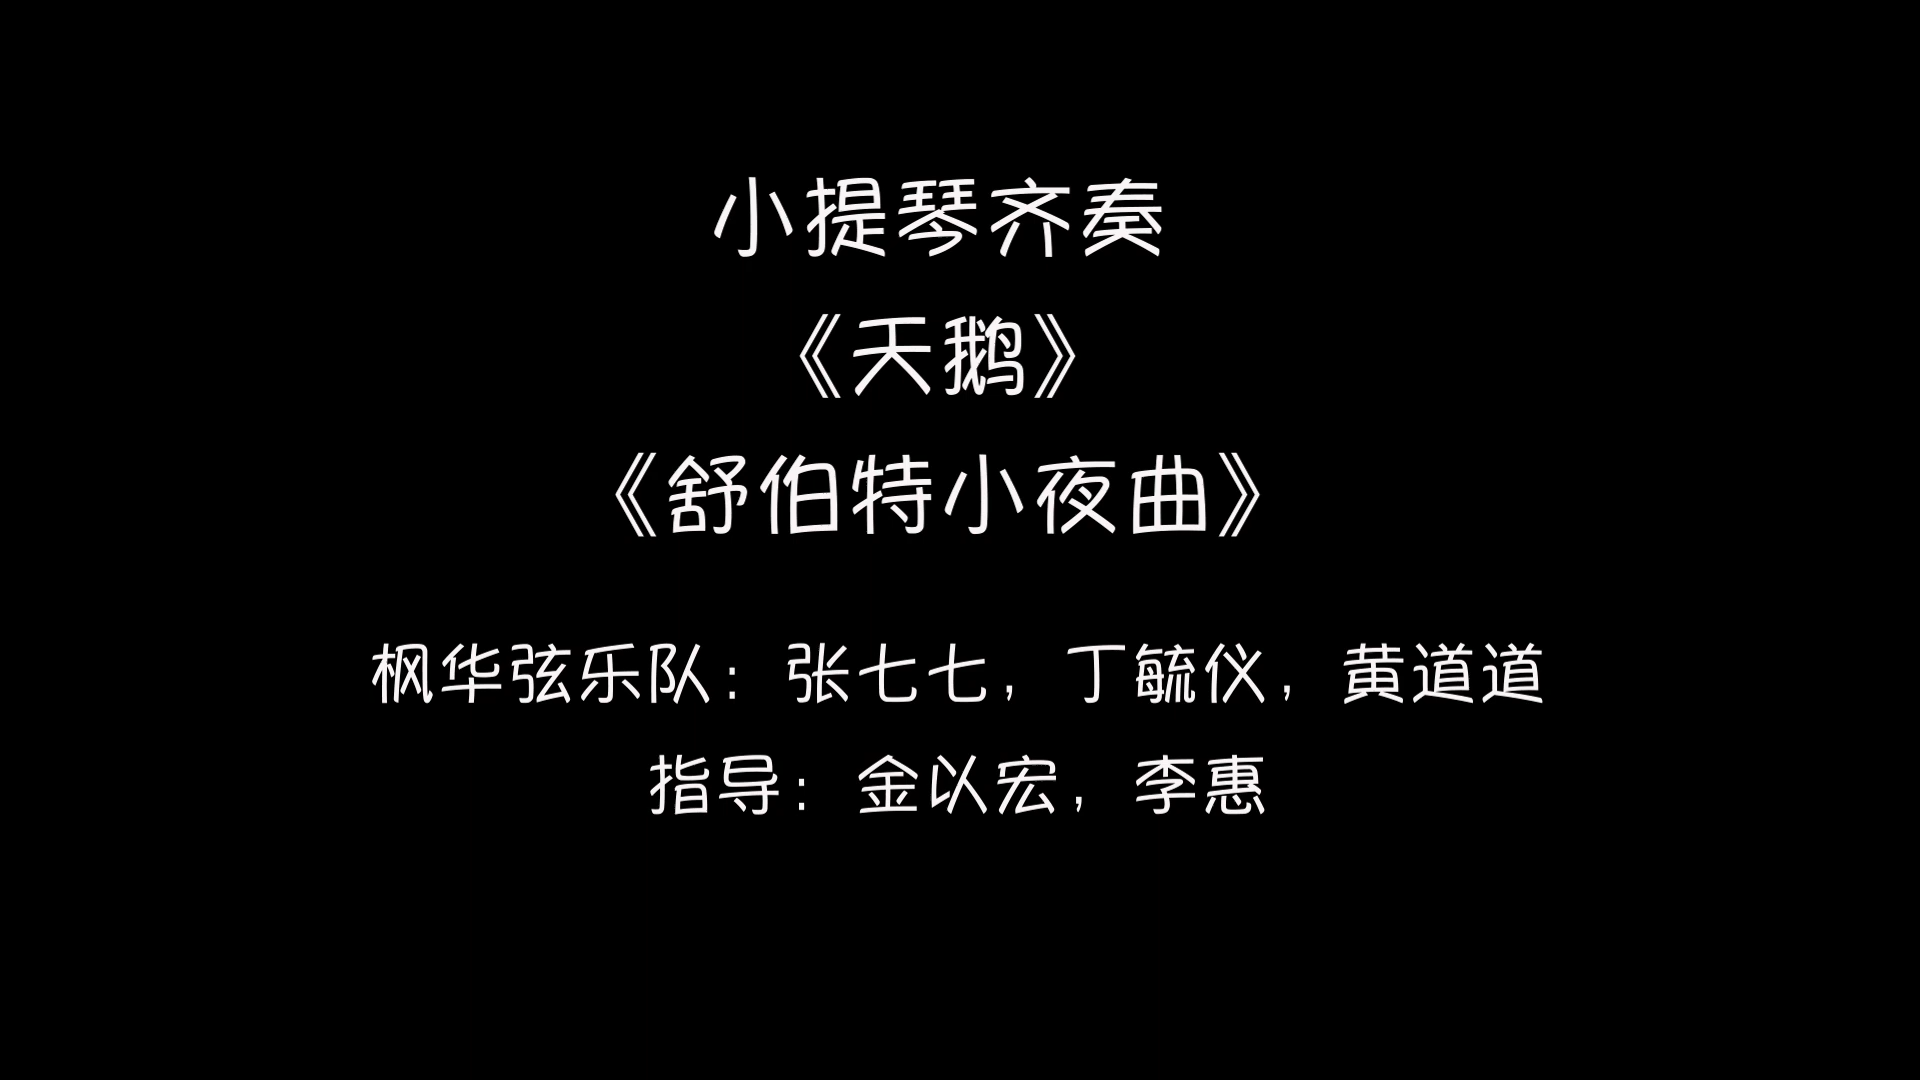 小提琴齐奏
《天鹅》
《舒伯特小夜曲》
枫华弦乐队：张七七，丁毓仪，黄道道
指导：金以宏，李惠